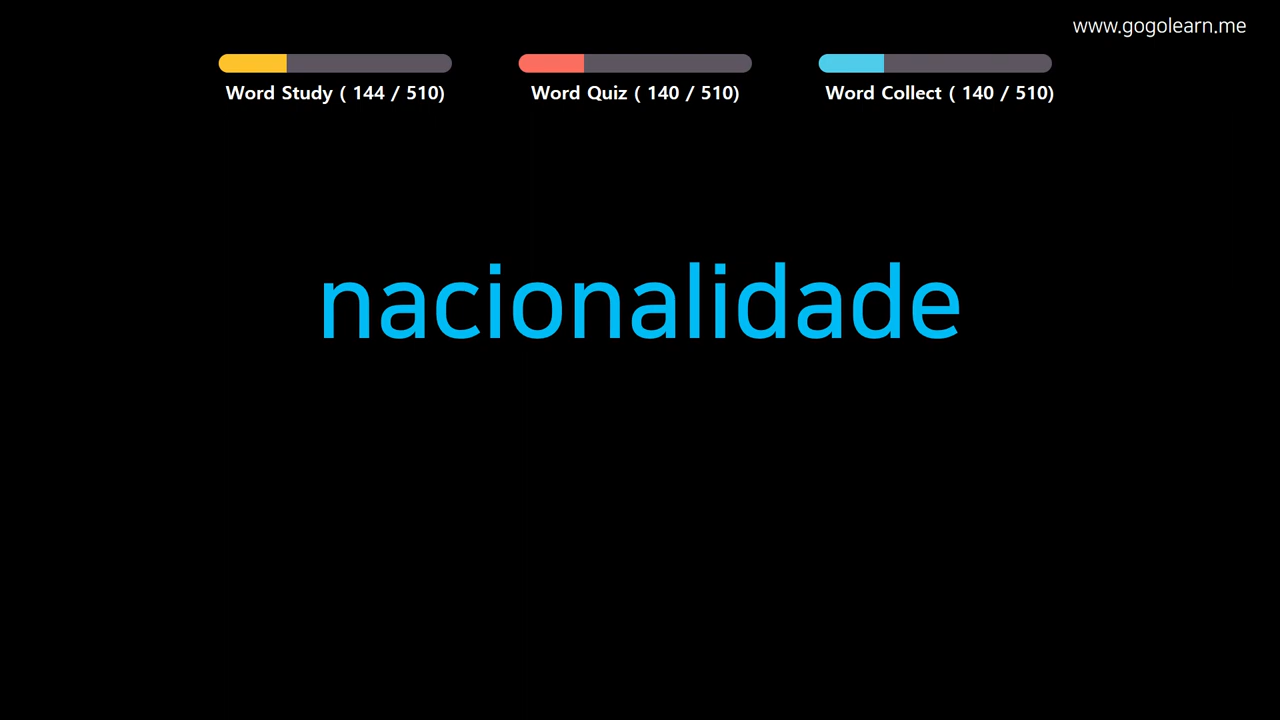 www.gogolearn.me
Word Study ( 144 / 510)
Word Quiz ( 140 / 510)
Word Collect ( 140 / 510)
nacionalidade